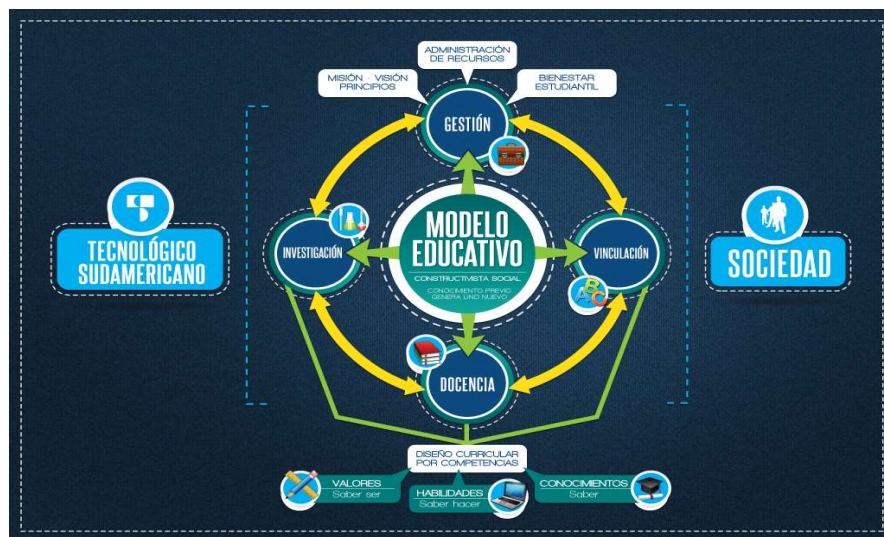 ADMINISTRACIÓN
DE RECURSOS
MISIÓN - VISIÓN
PRINCIPIOS
BIENESTAR
ESTUDIANTIL
GESTIÓN
TECNOLÓGICO
SUDAMERICANO
INVESTIGACIÓN
MODELO
EDUCATIVO
CONSTRUCTIVISTA SOCIAL
CONOCIMIENTO PREVIO
GENERA UNO NUEVO
VINCULACIÓN
ABC
SOCIEDAD
DOCENCIA
DISEÑO CURRICULAR
POR COMPETENCIAS
VALORES
Saber ser
HABILIDADES
Saber hacer
CONOCIMIENTOS
Saber